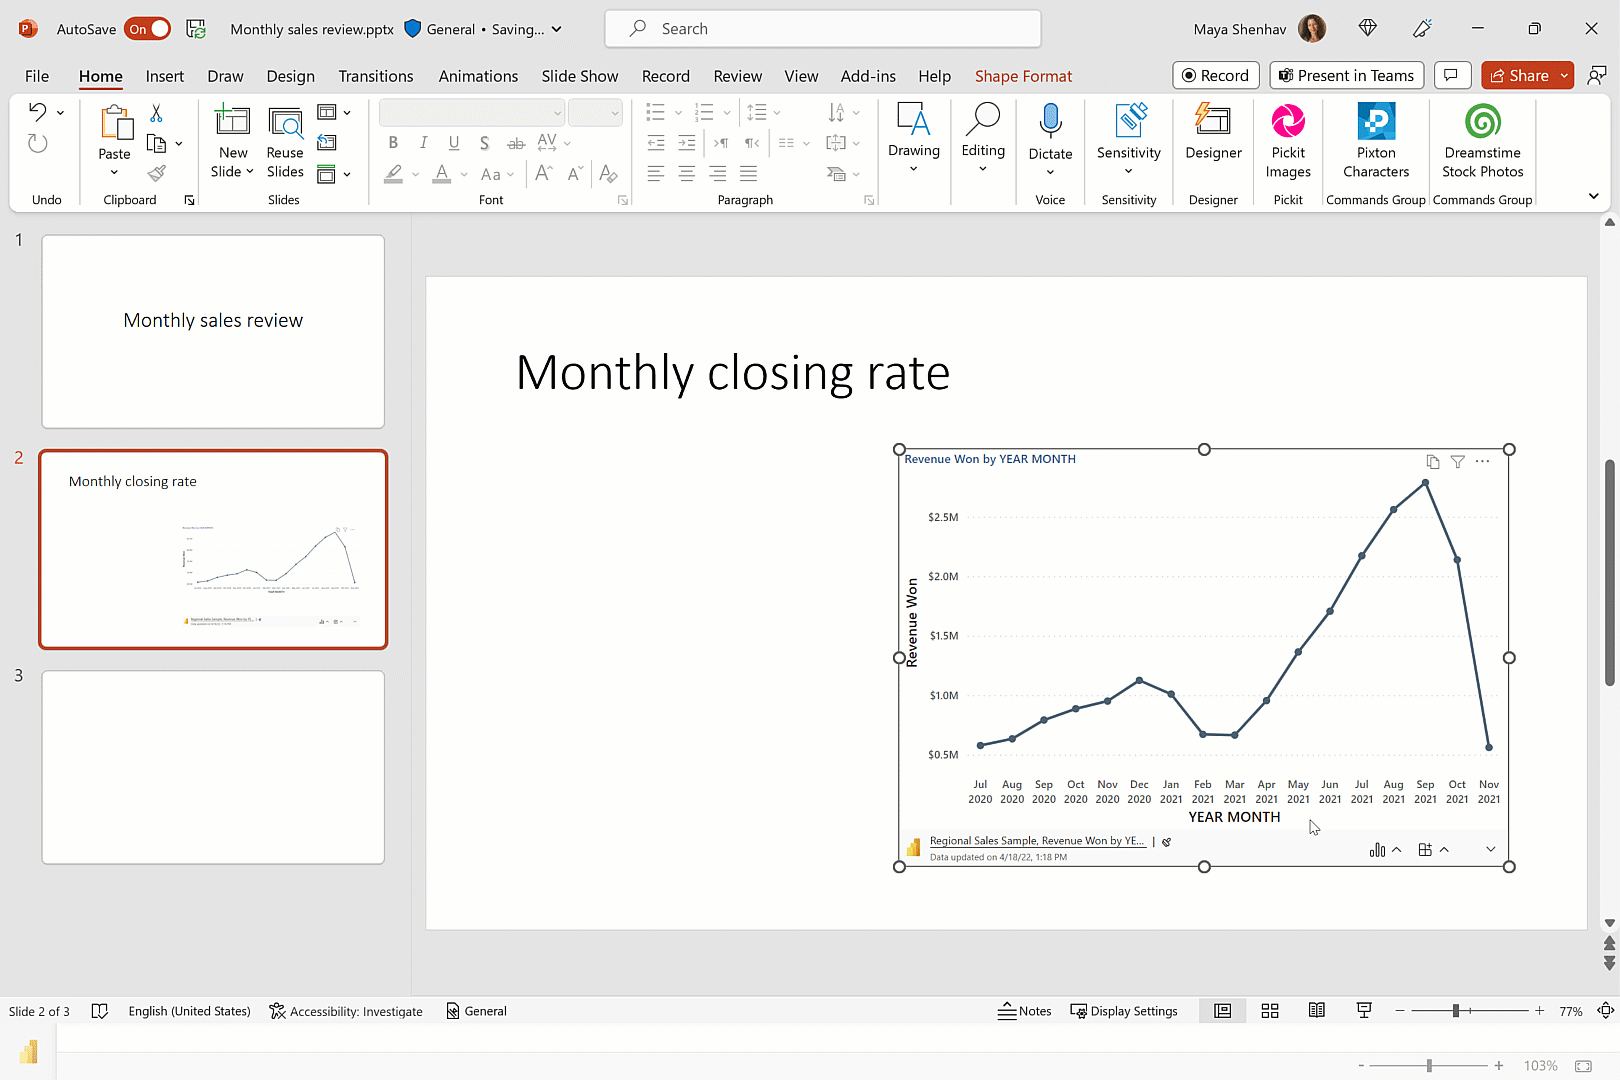 AutoSave On Monthly sales review.pptx General • Saving... Search Maya Shenhav
File Home Insert Draw Design Transitions Animations Slide Show Record Review View Add-ins Help Shape Format Record Present in Teams Share
Paste
New
Slide
Reuse
Slides
B I U S ab AV
Aa A A
Drawing
Editing
Dictate
Sensitivity
Designer
Pickit
Images
Pixton
Characters
Dreamstime
Stock Photos
Undo Clipboard Slides Font Paragraph Voice Sensitivity Designer Pickit Commands Group Commands Group
1
Monthly sales review
2
Monthly closing rate
3
Monthly closing rate
Revenue Won by YEAR MONTH
$2.5M
$2.0M
$1.5M
$1.0M
$0.5M
Revenue Won
Jul Aug Sep Oct Nov Dec Jan Feb Mar Apr May Jun Jul Aug Sep Oct Nov
2020 2020 2020 2020 2020 2020 2021 2021 2021 2021 2021 2021 2021 2021 2021 2021 2021
YEAR MONTH
Regional Sales Sample, Revenue Won by YE... |
Data updated on 4/18/22, 1:18 PM
Slide 2 of 3 English (United States) Accessibility: Investigate General Notes Display Settings 77%
103%